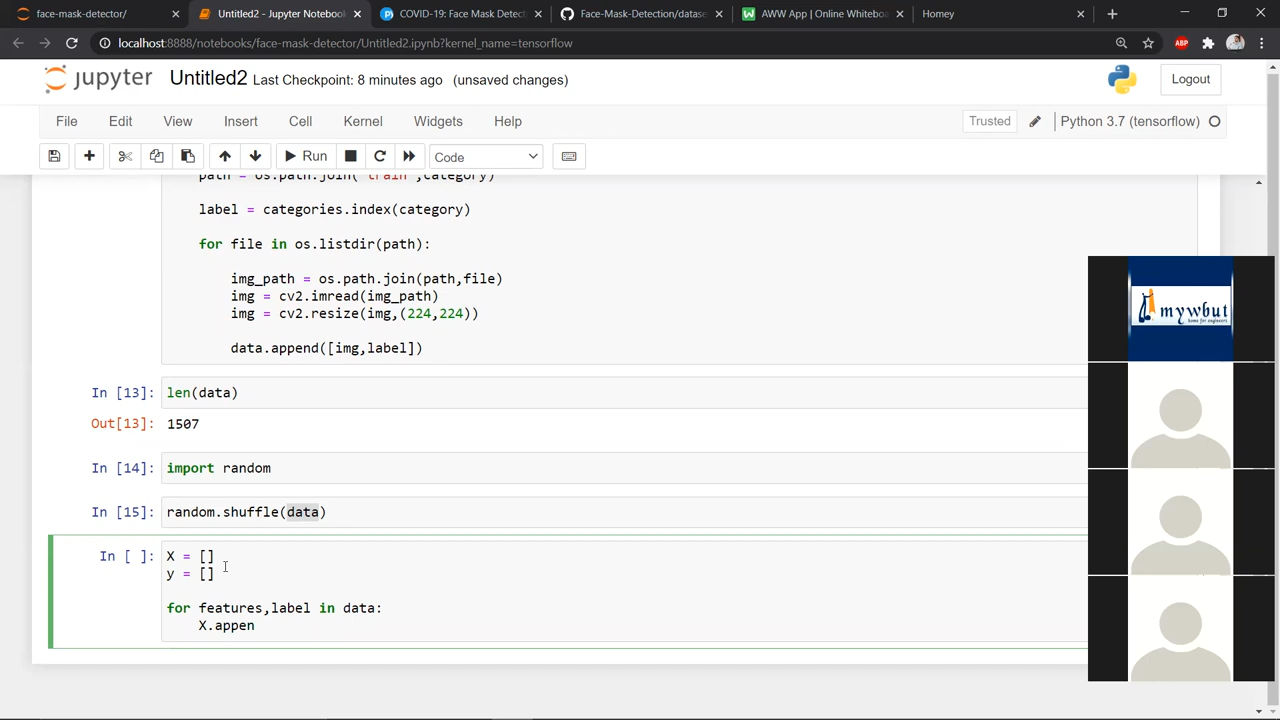 face-mask-detector/
Untitled2 - Jupyter Notebook
COVID-19: Face Mask Detect
Face-Mask-Detection/datase
AWW App | Online Whiteboa
Homey
localhost:8888/notebooks/face-mask-detector/Untitled2.ipynb?kernel_name=tensorflow
ABP
jupyter Untitled2 Last Checkpoint: 8 minutes ago (unsaved changes)
Logout
File Edit View Insert Cell Kernel Widgets Help
Trusted
Python 3.7 (tensorflow)
Run
Code
path = os.path.join('train',category)
label = categories.index(category)
for file in os.listdir(path):
img_path = os.path.join(path,file)
img = cv2.imread(img_path)
img = cv2.resize(img,(224,224))
data.append([img,label])
In [13]: len(data)
Out[13]: 1507
In [14]: import random
In [15]: random.shuffle(data)
In [ ]: X = []
y = []
for features,label in data:
X.appen
mywbut
home for engineers